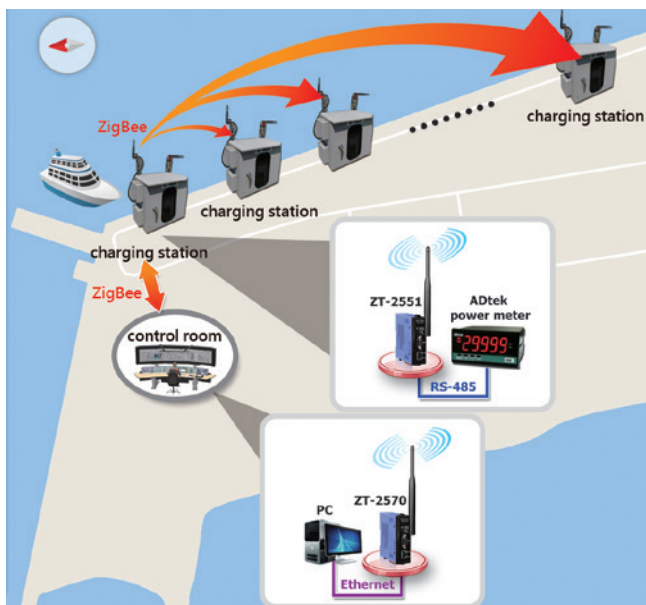 ZigBee
charging station
charging station
charging station
ZigBee
control room
ZT-2551
ADtek
power meter
29999
RS-485
ZT-2570
PC
Ethernet